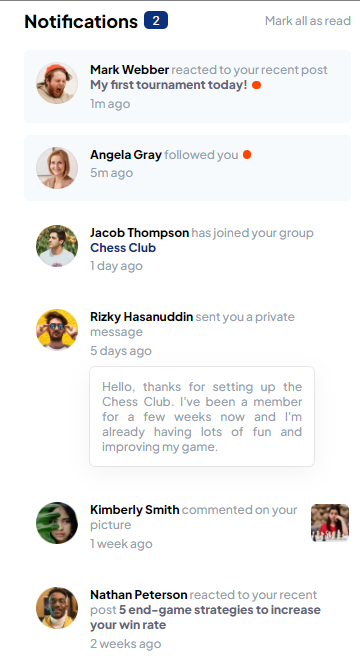 Notifications 2 Mark all as read
Mark Webber reacted to your recent post
My first tournament today!
1m ago
Angela Gray followed you
5m ago
Jacob Thompson has joined your group
Chess Club
1 day ago
Rizky Hasanuddin sent you a private
message
5 days ago
Hello, thanks for setting up the
Chess Club. I've been a member
for a few weeks now and I'm
already having lots of fun and
improving my game.
Kimberly Smith commented on your
picture
1 week ago
Nathan Peterson reacted to your recent
post 5 end-game strategies to increase
your win rate
2 weeks ago